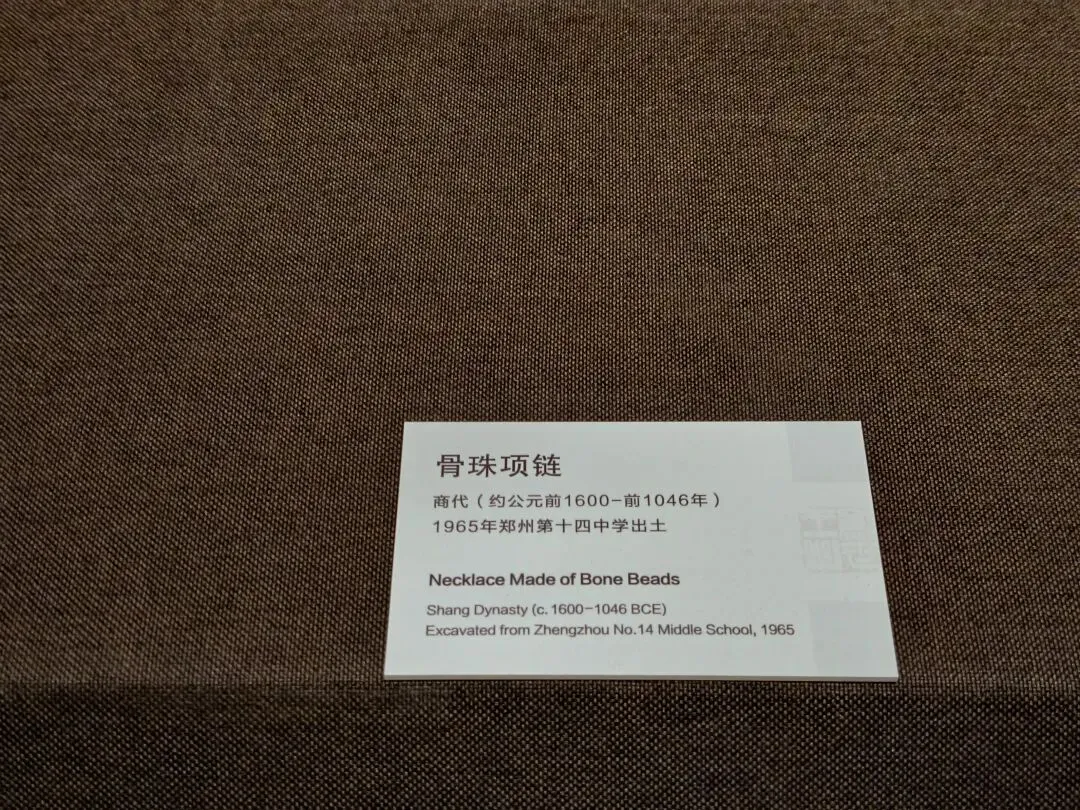 骨珠项链
商代（约公元前1600-前1046年）
1965年郑州第十四中学出土
Necklace Made of Bone Beads
Shang Dynasty (c. 1600-1046 BCE)
Excavated from Zhengzhou No.14 Middle School, 1965